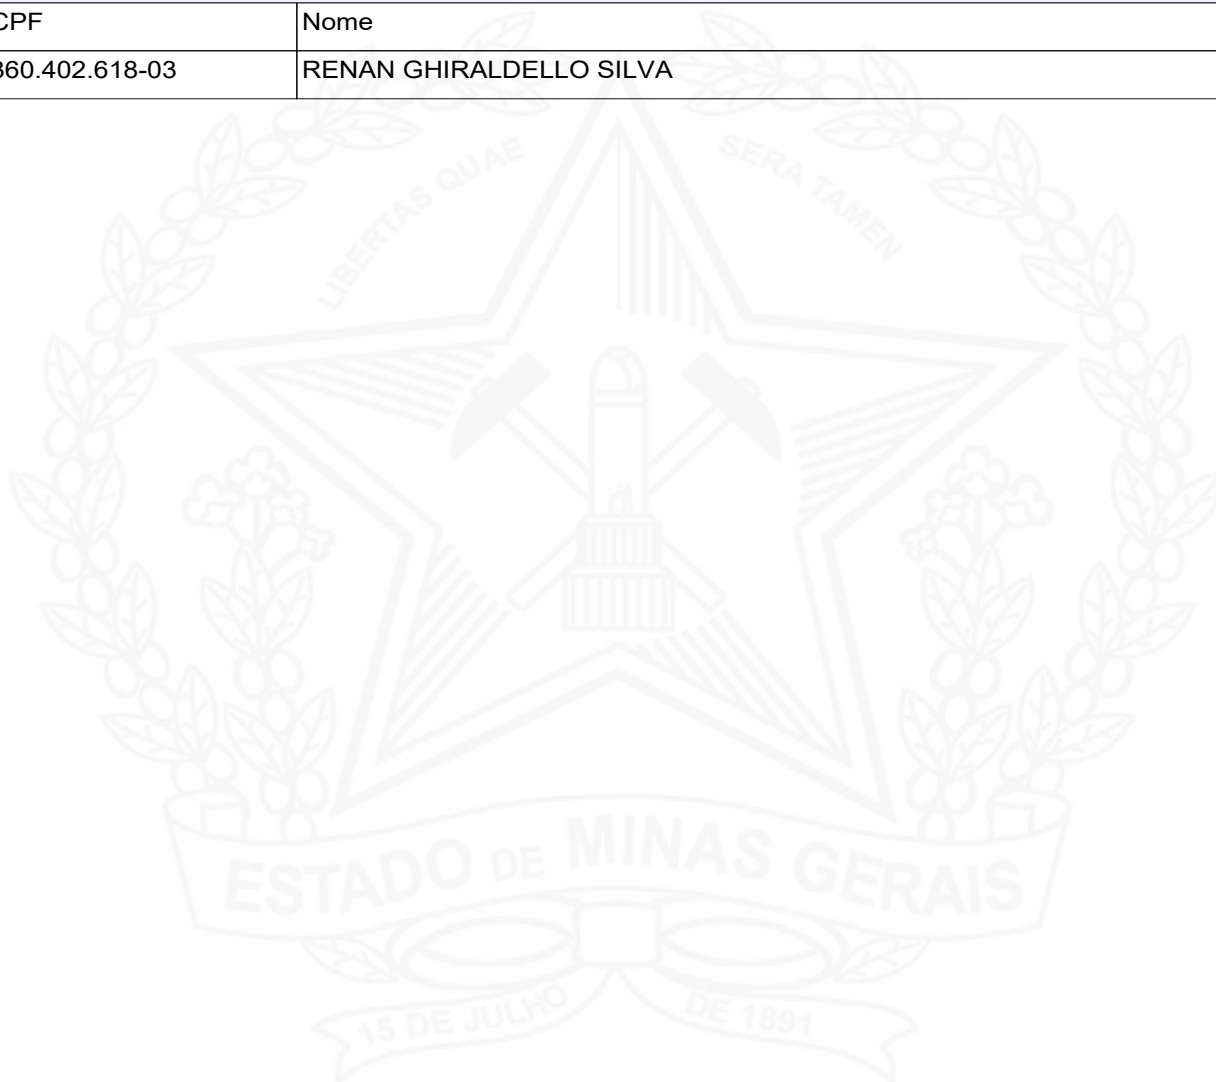 CPF Nome
360.402.618-03 RENAN GHIRALDELLO SILVA
LIBERTAS QUAE SERA TAMEN
ESTADO DE MINAS GERAIS
15 DE JULHO DE 1891